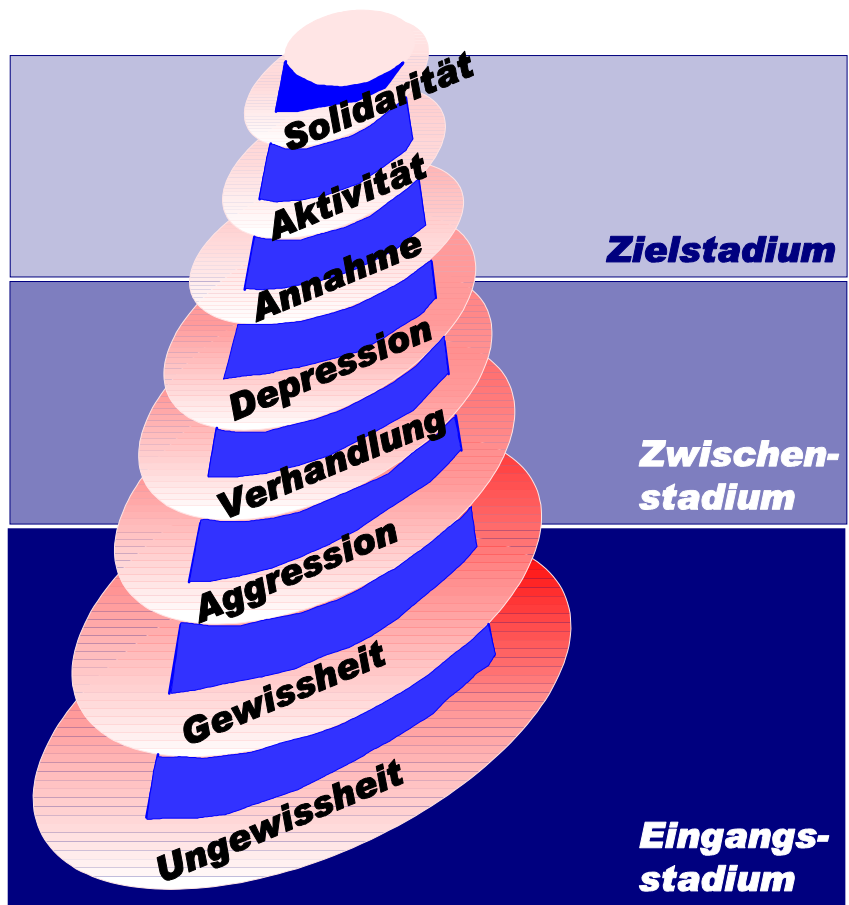 Solidarität
Aktivität
Zielstadium
Annahme
Depression
Verhandlung
Zwischen-
stadium
Aggression
Gewissheit
Ungewissheit
Eingangs-
stadium